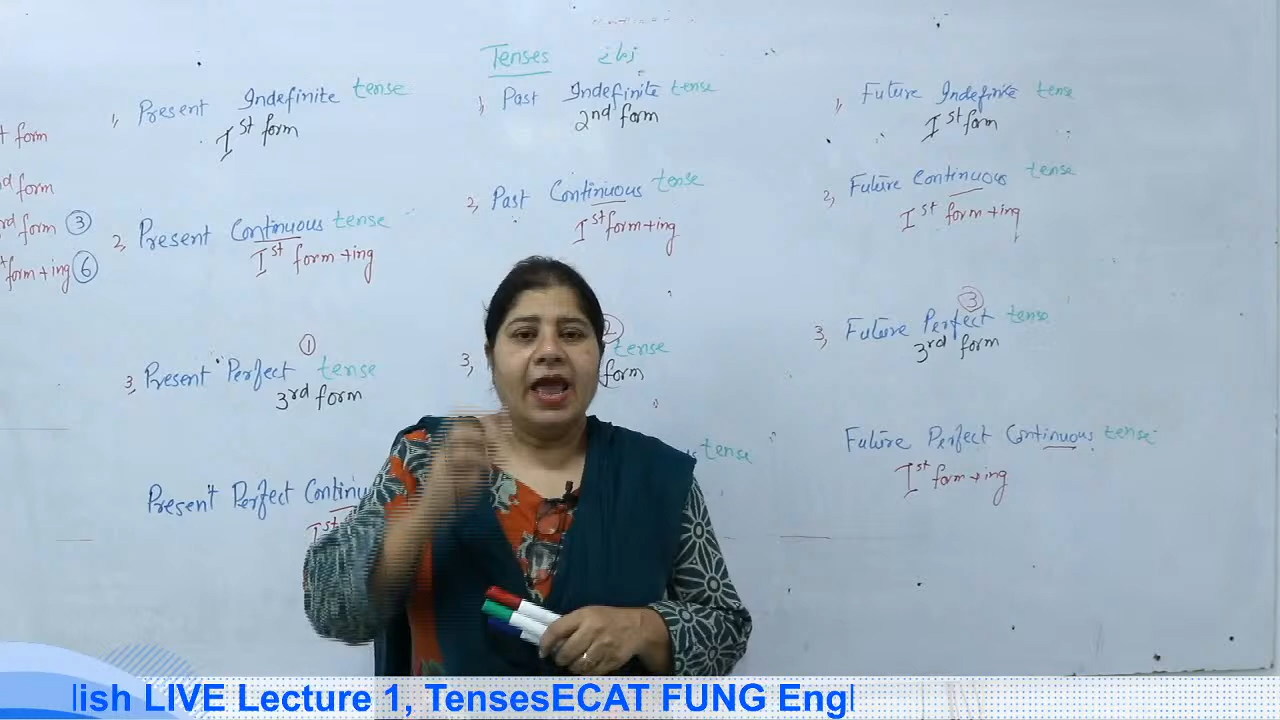 Tenses زمانے
1, Present Indefinite tense
Ist form
1, Past Indefinite tense
2nd form
1, Future Indefinite tense
Ist form
form
form
rd form ③
form + ing ⑥
2, Present Continuous tense
Ist form + ing
2, Past Continuous tense
Ist form + ing
2, Future Continuous tense
Ist form + ing
①
3, Present Perfect tense
3rd form
3, tense
form
③
3, Future Perfect tense
3rd form
Present Perfect Continu
Ist
tense
Future Perfect Continuous tense
Ist form + ing
lish LIVE Lecture 1, TensesECAT FUNG Engl